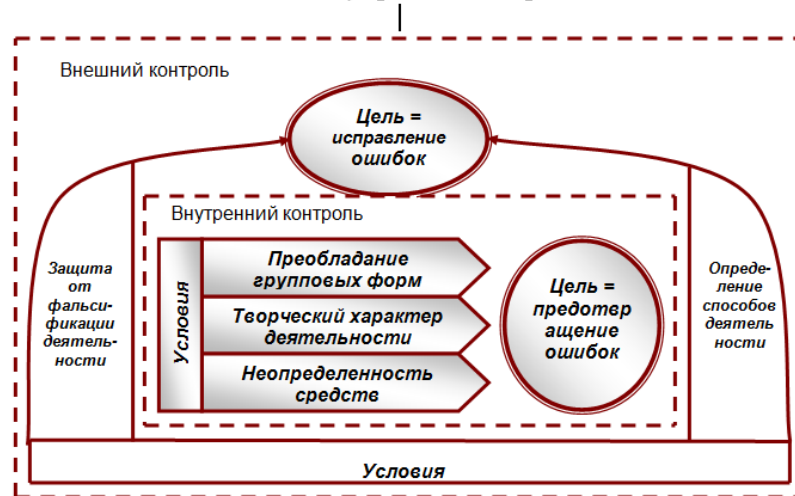 Внешний контроль
Цель =
исправление
ошибок
Внутренний контроль
Защита
от
фальси-
фикации
деятель-
ности
Условия
Преобладание
групповых форм
Творческий характер
деятельности
Неопределенность
средств
Цель =
предотвр
ащение
ошибок
Опреде-
ление
способов
деятель
ности
Условия